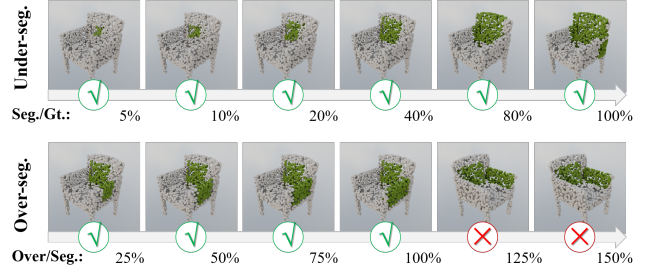 Under-seg.
Seg./Gt.: 5% 10% 20% 40% 80% 100%
Over-seg.
Over/Seg.: 25% 50% 75% 100% 125% 150%